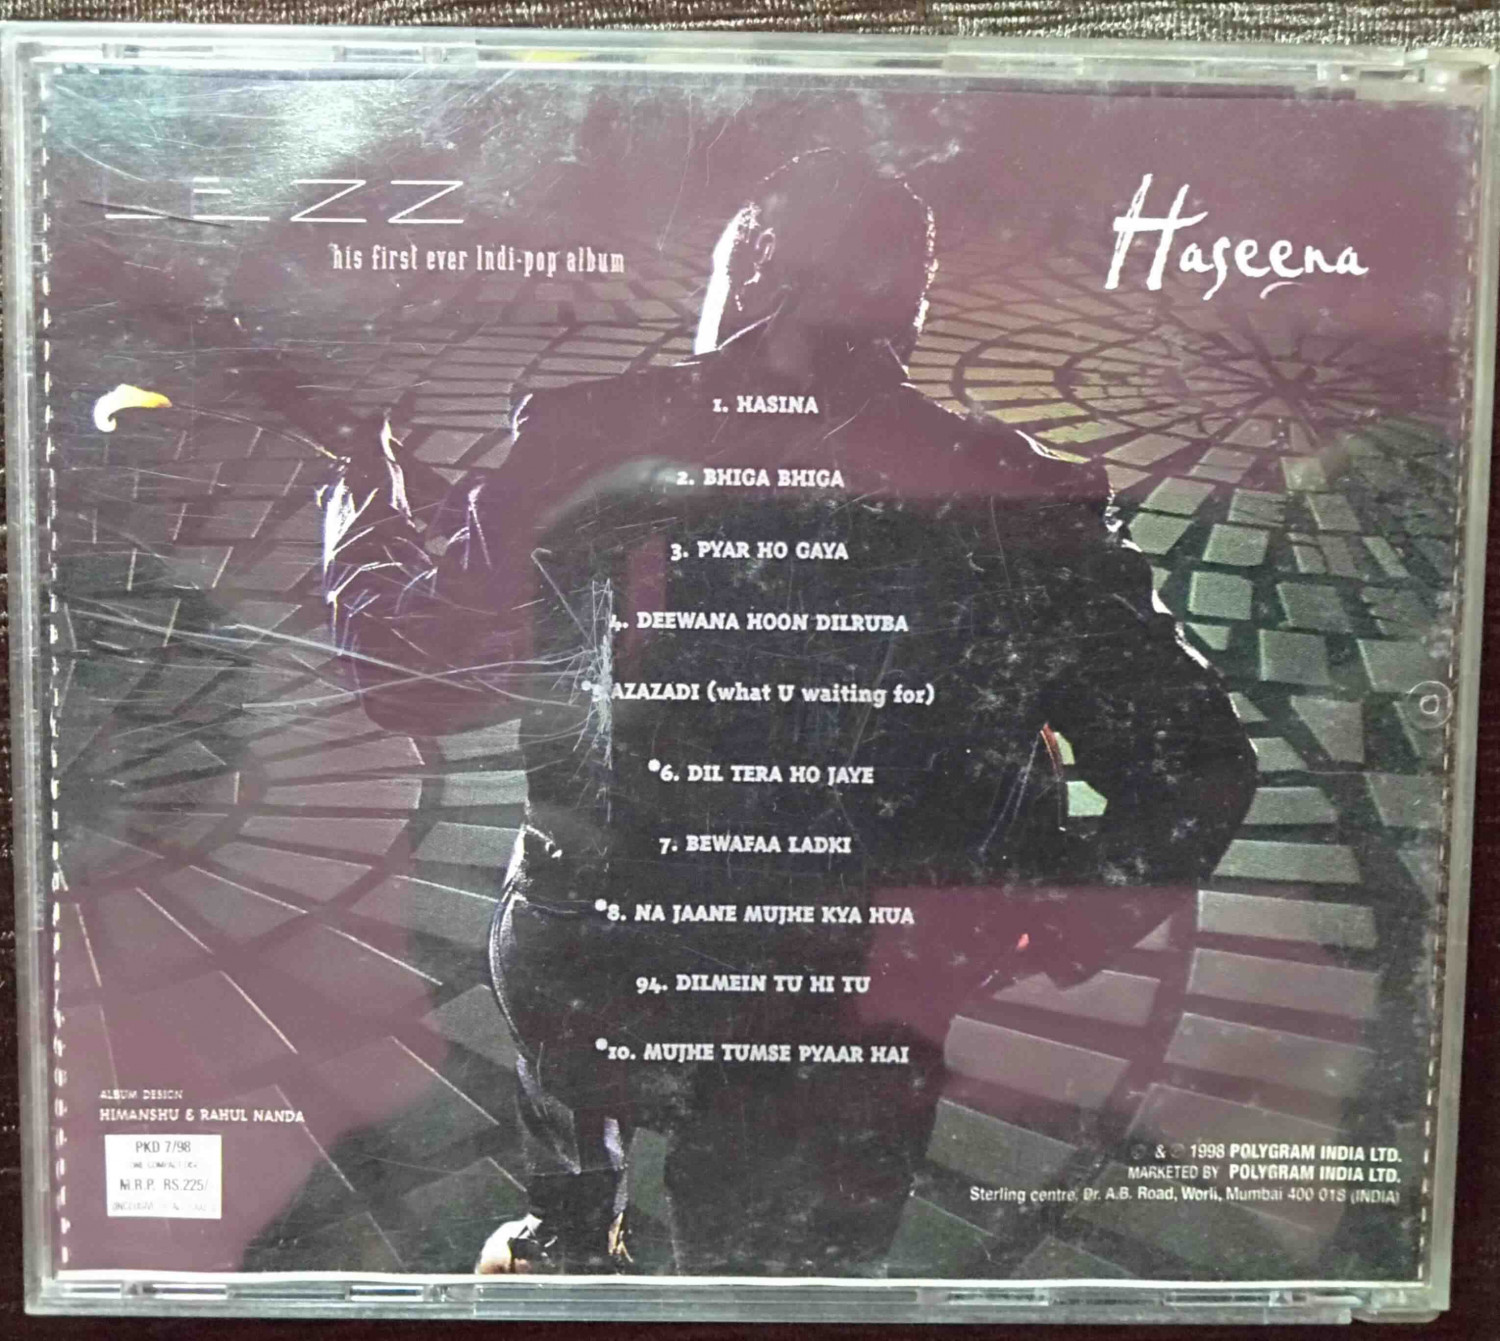 his first ever Indi-pop album
Haseena
1. HASINA
2. BHIGA BHIGA
3. PYAR HO GAYA
4. DEEWANA HOON DILRUBA
*5. AZAZADI (what U waiting for)
*6. DIL TERA HO JAYE
7. BEWAFAA LADKI
*8. NA JAANE MUJHE KYA HUA
94. DILMEIN TU HI TU
*10. MUJHE TUMSE PYAAR HAI
ALBUM DESIGN
HIMANSHU & RAHUL NANDA
PKD 7/98
ONE COMPACT DISC
M.R.P. RS.225/
℗ & © 1998 POLYGRAM INDIA LTD.
MARKETED BY POLYGRAM INDIA LTD.
Sterling centre, Dr. A.B. Road, Worli, Mumbai 400 018 (INDIA)